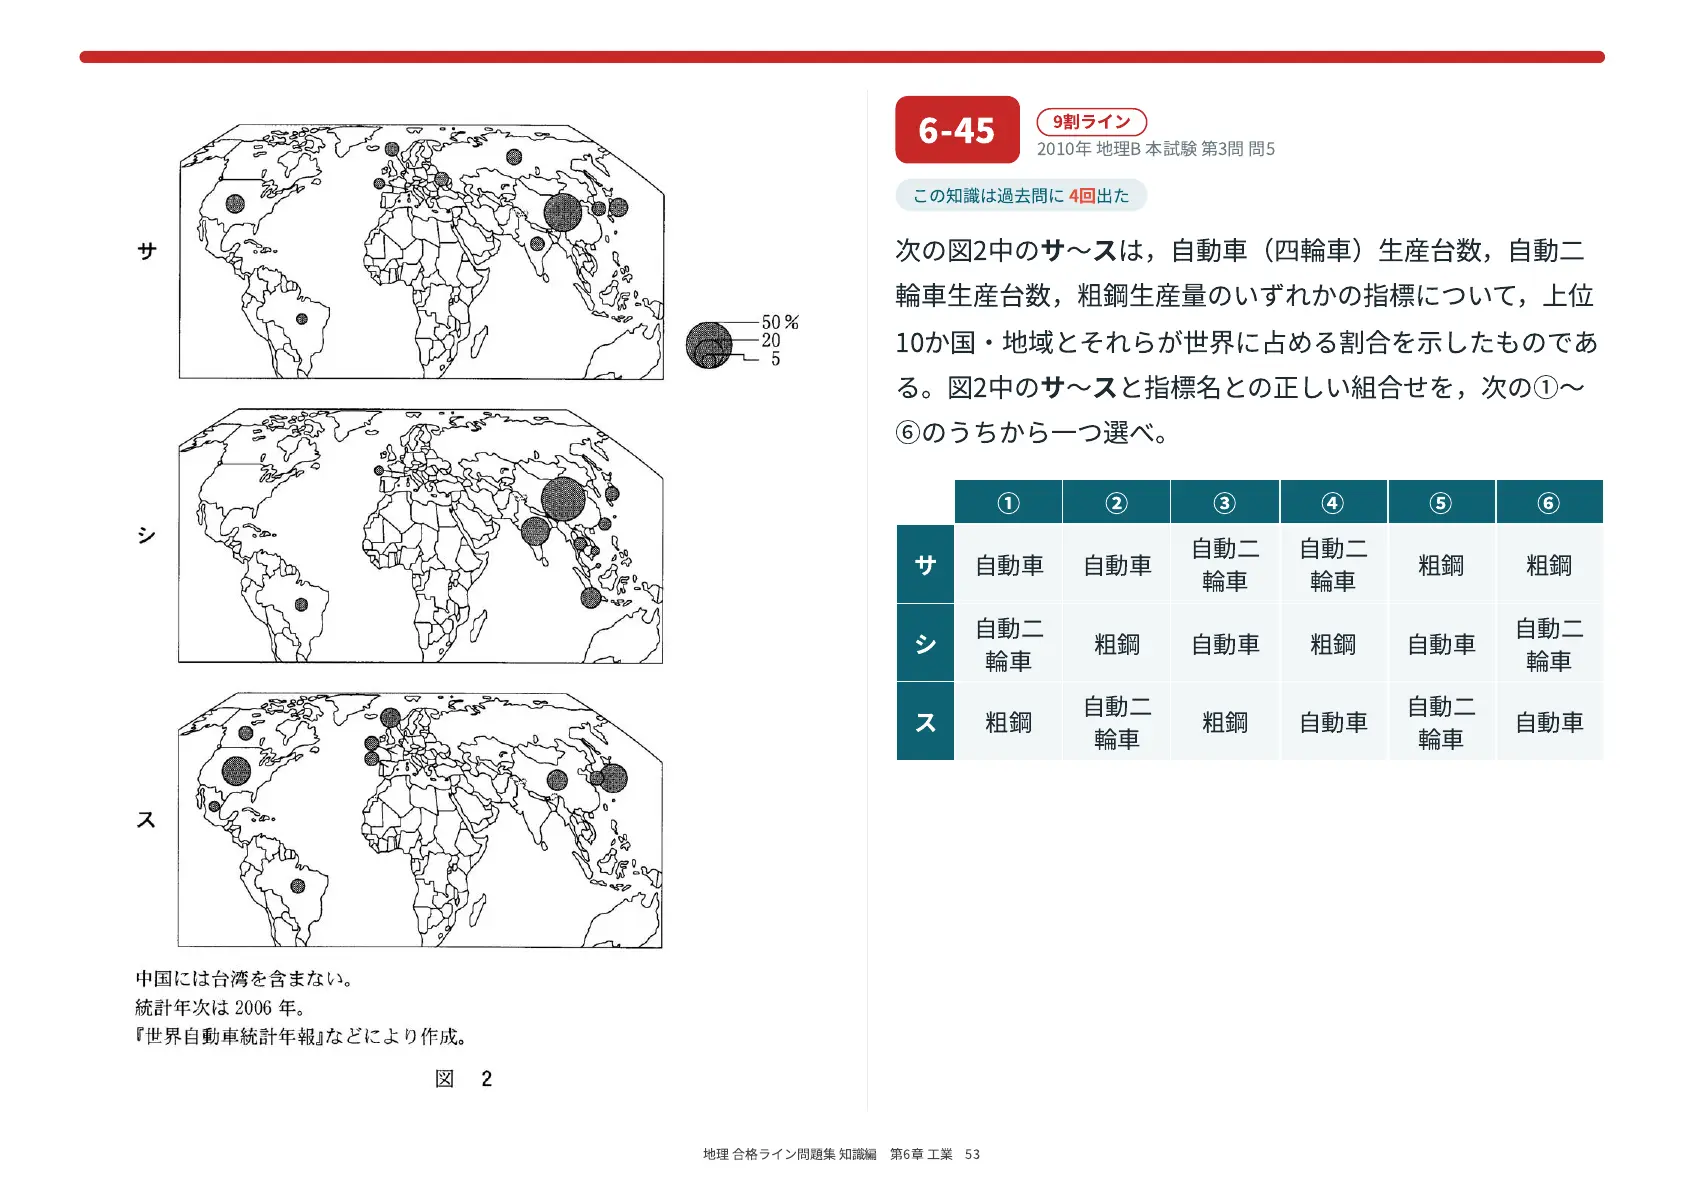 サ
50%
20
5
シ
ス
中国には台湾を含まない。
統計年次は 2006 年。
『世界自動車統計年報』などにより作成。
図 2
6-45
9割ライン
2010年 地理B 本試験 第3問 問5
この知識は過去問に 4回出た
次の図2中のサ～スは，自動車（四輪車）生産台数，自動二
輪車生産台数，粗鋼生産量のいずれかの指標について，上位
10か国・地域とそれらが世界に占める割合を示したものであ
る。図2中のサ～スと指標名との正しい組合せを，次の①～
⑥のうちから一つ選べ。
① ② ③ ④ ⑤ ⑥
サ 自動車 自動車 自動二輪車 自動二輪車 粗鋼 粗鋼
シ 自動二輪車 粗鋼 自動車 粗鋼 自動車 自動二輪車
ス 粗鋼 自動二輪車 粗鋼 自動車 自動二輪車 自動車
地理 合格ライン問題集 知識編 第6章 工業 53